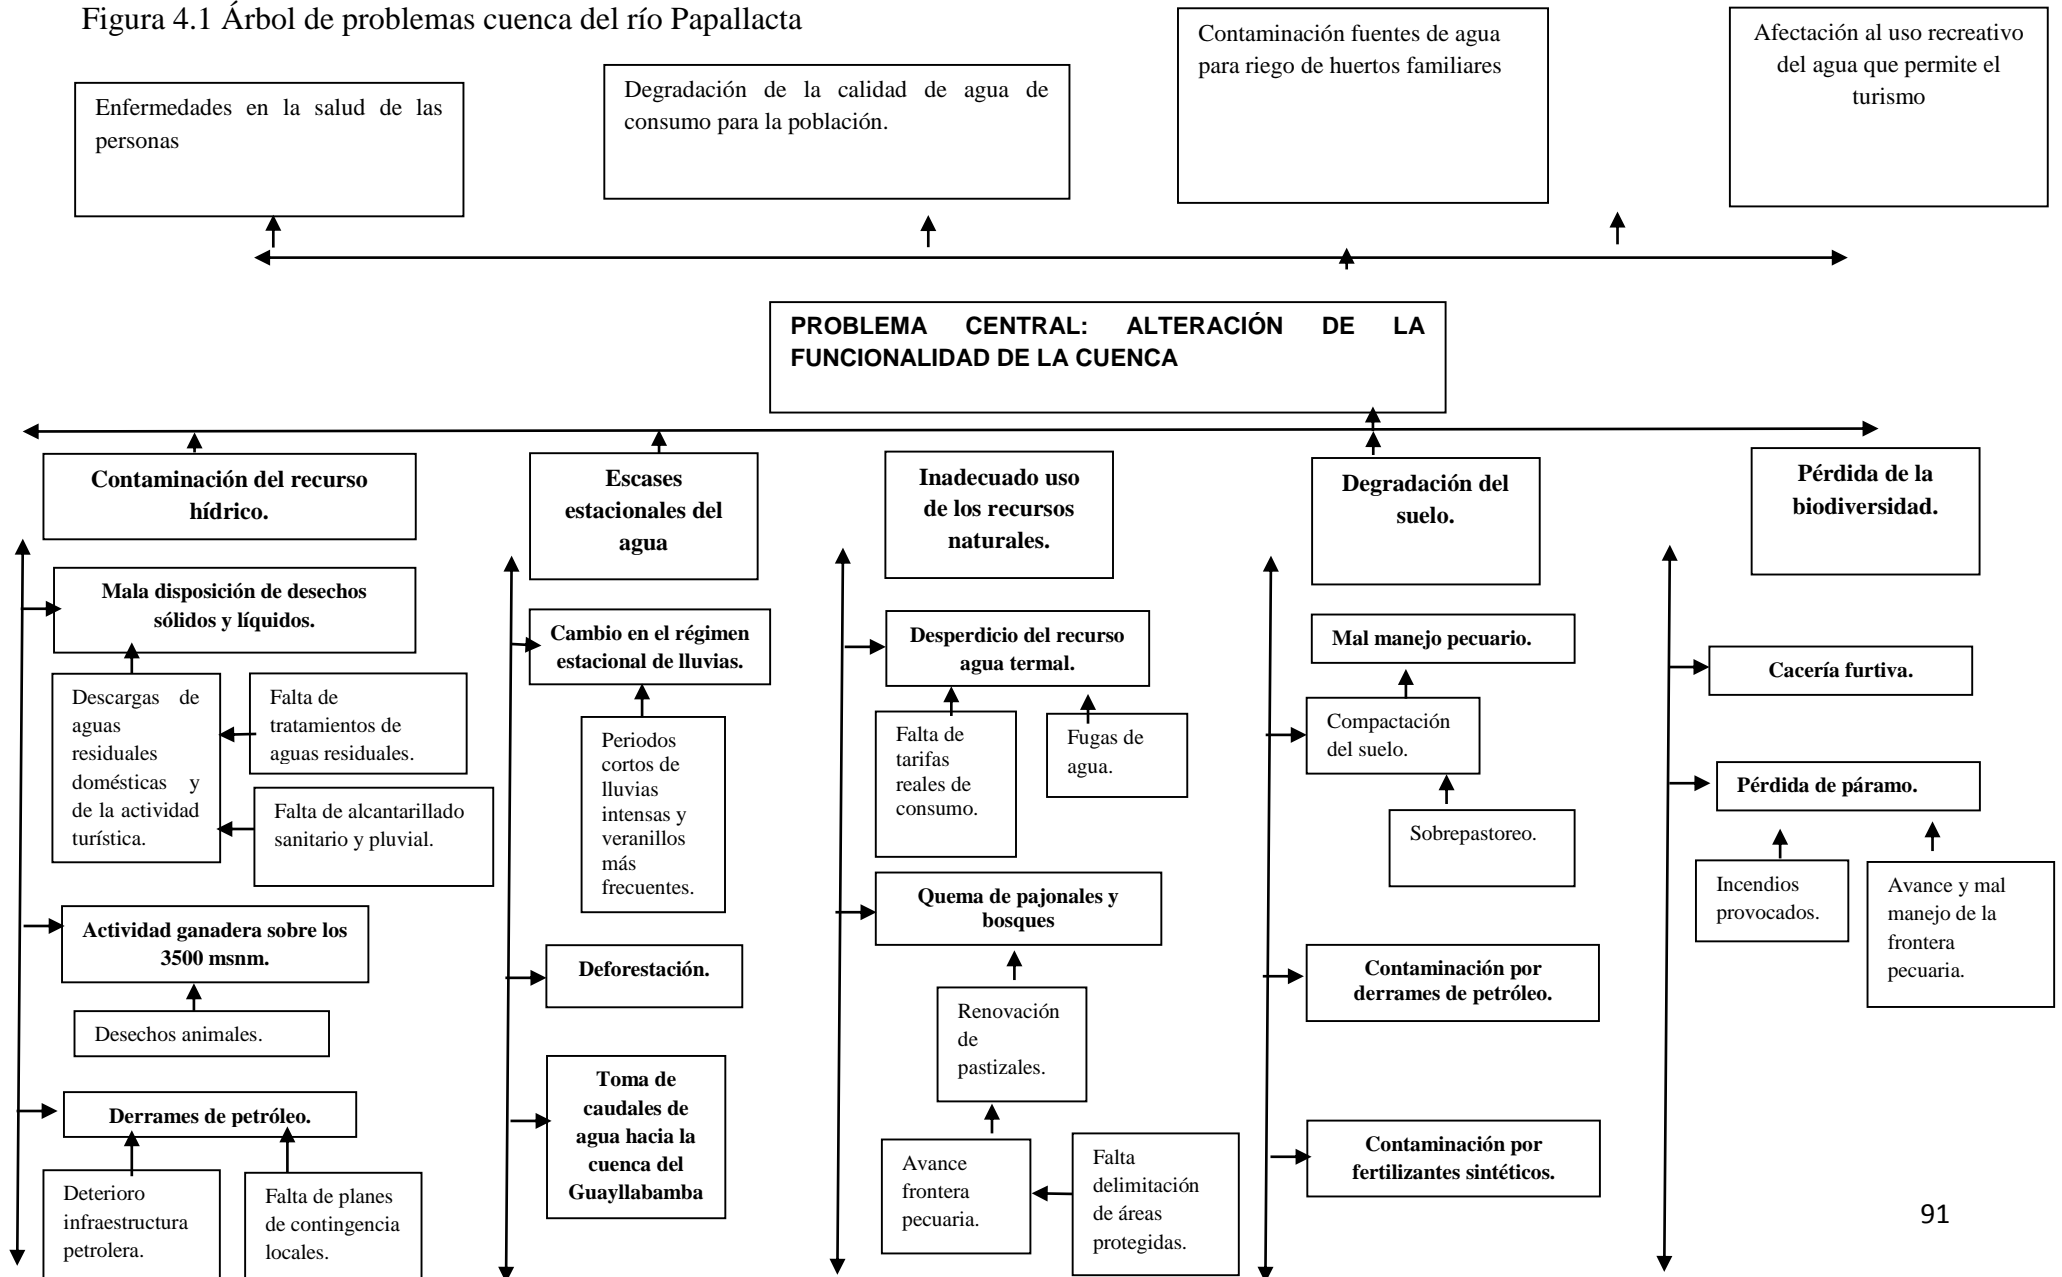 Figura 4.1 Árbol de problemas cuenca del río Papallacta
Enfermedades en la salud de las
personas
Degradación de la calidad de agua de
consumo para la población.
Contaminación fuentes de agua
para riego de huertos familiares
Afectación al uso recreativo
del agua que permite el
turismo
PROBLEMA CENTRAL: ALTERACIÓN DE LA
FUNCIONALIDAD DE LA CUENCA
Contaminación del recurso
hídrico.
Mala disposición de desechos
sólidos y líquidos.
Descargas de
aguas
residuales
domésticas y
de la actividad
turística.
Falta de
tratamientos de
aguas residuales.
Falta de alcantarillado
sanitario y pluvial.
Actividad ganadera sobre los
3500 msnm.
Desechos animales.
Derrames de petróleo.
Deterioro
infraestructura
petrolera.
Falta de planes
de contingencia
locales.
Escases
estacionales del
agua
Cambio en el régimen
estacional de lluvias.
Periodos
cortos de
lluvias
intensas y
veranillos
más
frecuentes.
Deforestación.
Toma de
caudales de
agua hacia la
cuenca del
Guayllabamba
Inadecuado uso
de los recursos
naturales.
Desperdicio del recurso
agua termal.
Falta de
tarifas
reales de
consumo.
Fugas de
agua.
Quema de pajonales y
bosques
Renovación
de
pastizales.
Avance
frontera
pecuaria.
Falta
delimitación
de áreas
protegidas.
Degradación del
suelo.
Mal manejo pecuario.
Compactación
del suelo.
Sobrepastoreo.
Contaminación por
derrames de petróleo.
Contaminación por
fertilizantes sintéticos.
Pérdida de la
biodiversidad.
Cacería furtiva.
Pérdida de páramo.
Incendios
provocados.
Avance y mal
manejo de la
frontera
pecuaria.
91